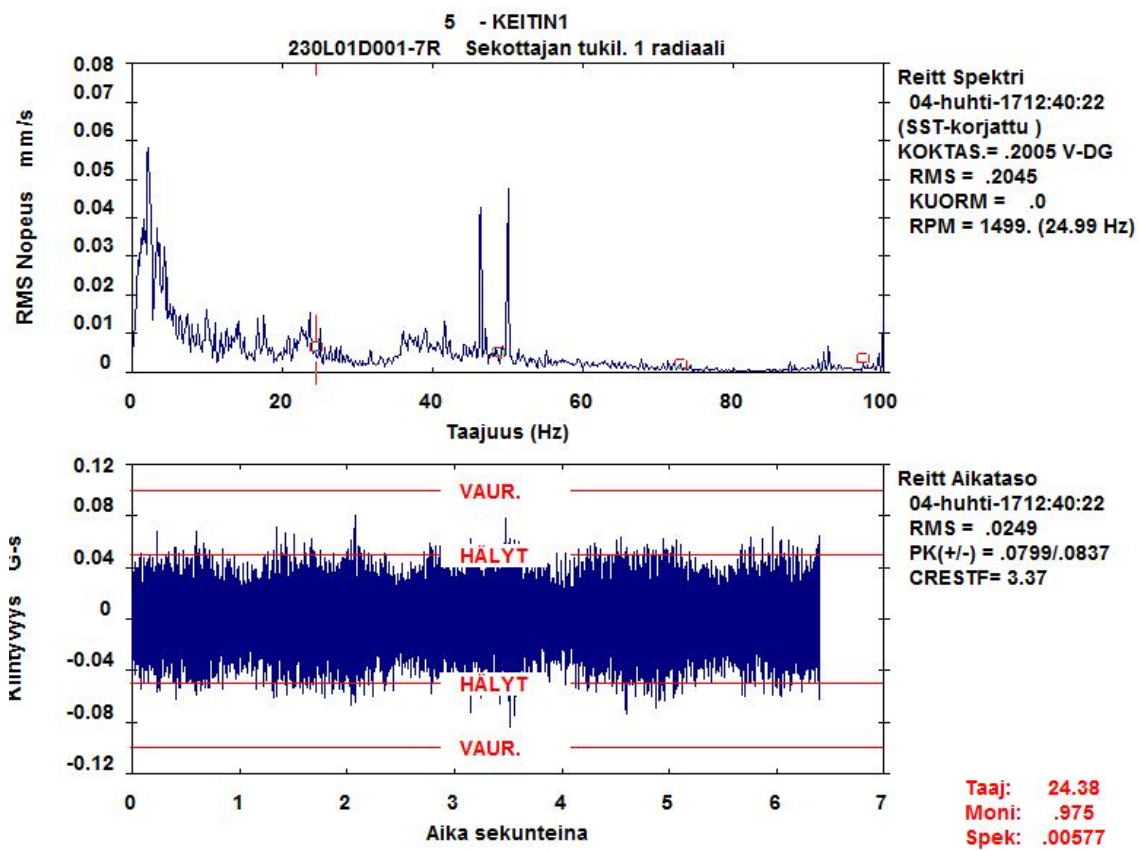 5 - KEITIN1
230L01D001-7R Sekottajan tukil. 1 radiaali
RMS Nopeus mm/s
0.08
0.07
0.06
0.05
0.04
0.03
0.02
0.01
0
0 20 40 60 80 100
Taajuus (Hz)
Reitt Spektri
04-huhti-1712:40:22
(SST-korjattu )
KOKTAS.= .2005 V-DG
RMS = .2045
KUORM = .0
RPM = 1499. (24.99 Hz)
G-s
0.12
0.08
0.04
0
-0.04
-0.08
-0.12
VAUR.
HÄLYT
HÄLYT
VAUR.
0 1 2 3 4 5 6 7
Aika sekunteina
Reitt Aikataso
04-huhti-1712:40:22
RMS = .0249
PK(+/-) = .0799/.0837
CRESTF= 3.37
Taaj: 24.38
Moni: .975
Spek: .00577